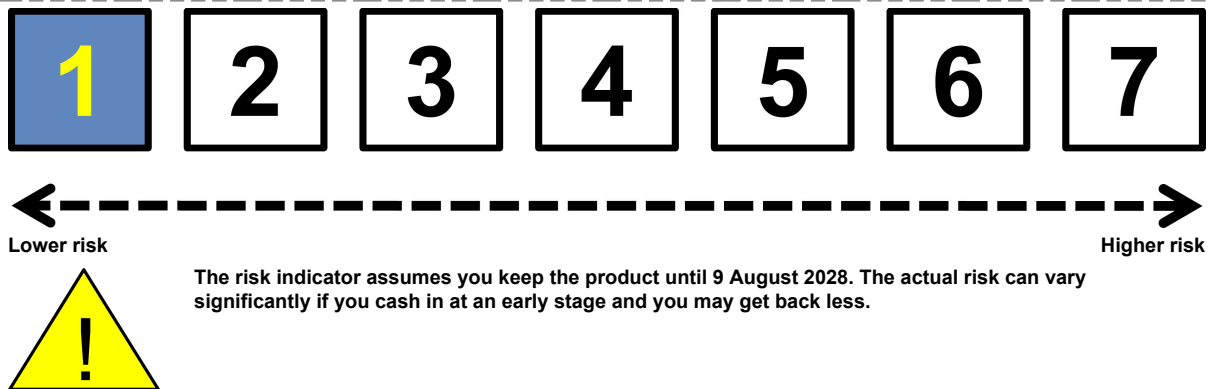 1 2 3 4 5 6 7
Lower risk Higher risk
The risk indicator assumes you keep the product until 9 August 2028. The actual risk can vary
significantly if you cash in at an early stage and you may get back less.
!